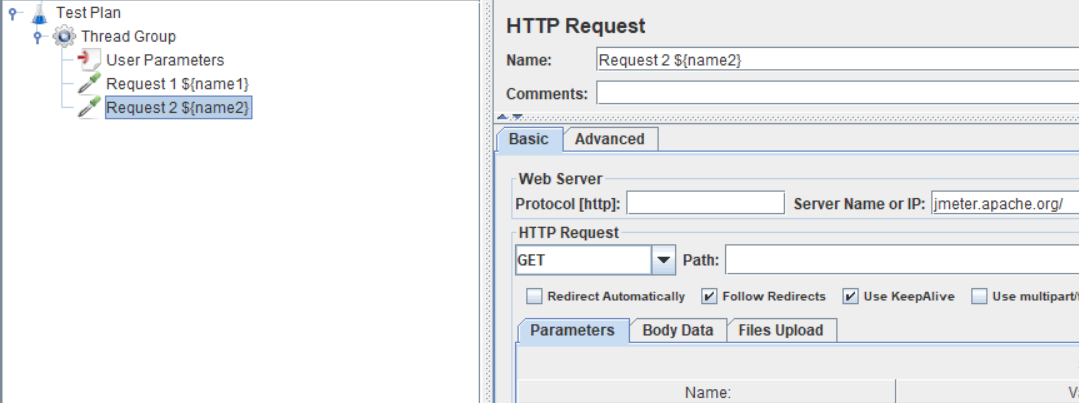 Test Plan
Thread Group
User Parameters
Request 1 ${name1}
Request 2 ${name2}
HTTP Request
Name: Request 2 ${name2}
Comments:
Basic Advanced
Web Server
Protocol [http]: Server Name or IP: jmeter.apache.org/
HTTP Request
GET Path:
Redirect Automatically Follow Redirects Use KeepAlive Use multipart/
Parameters Body Data Files Upload
Name: